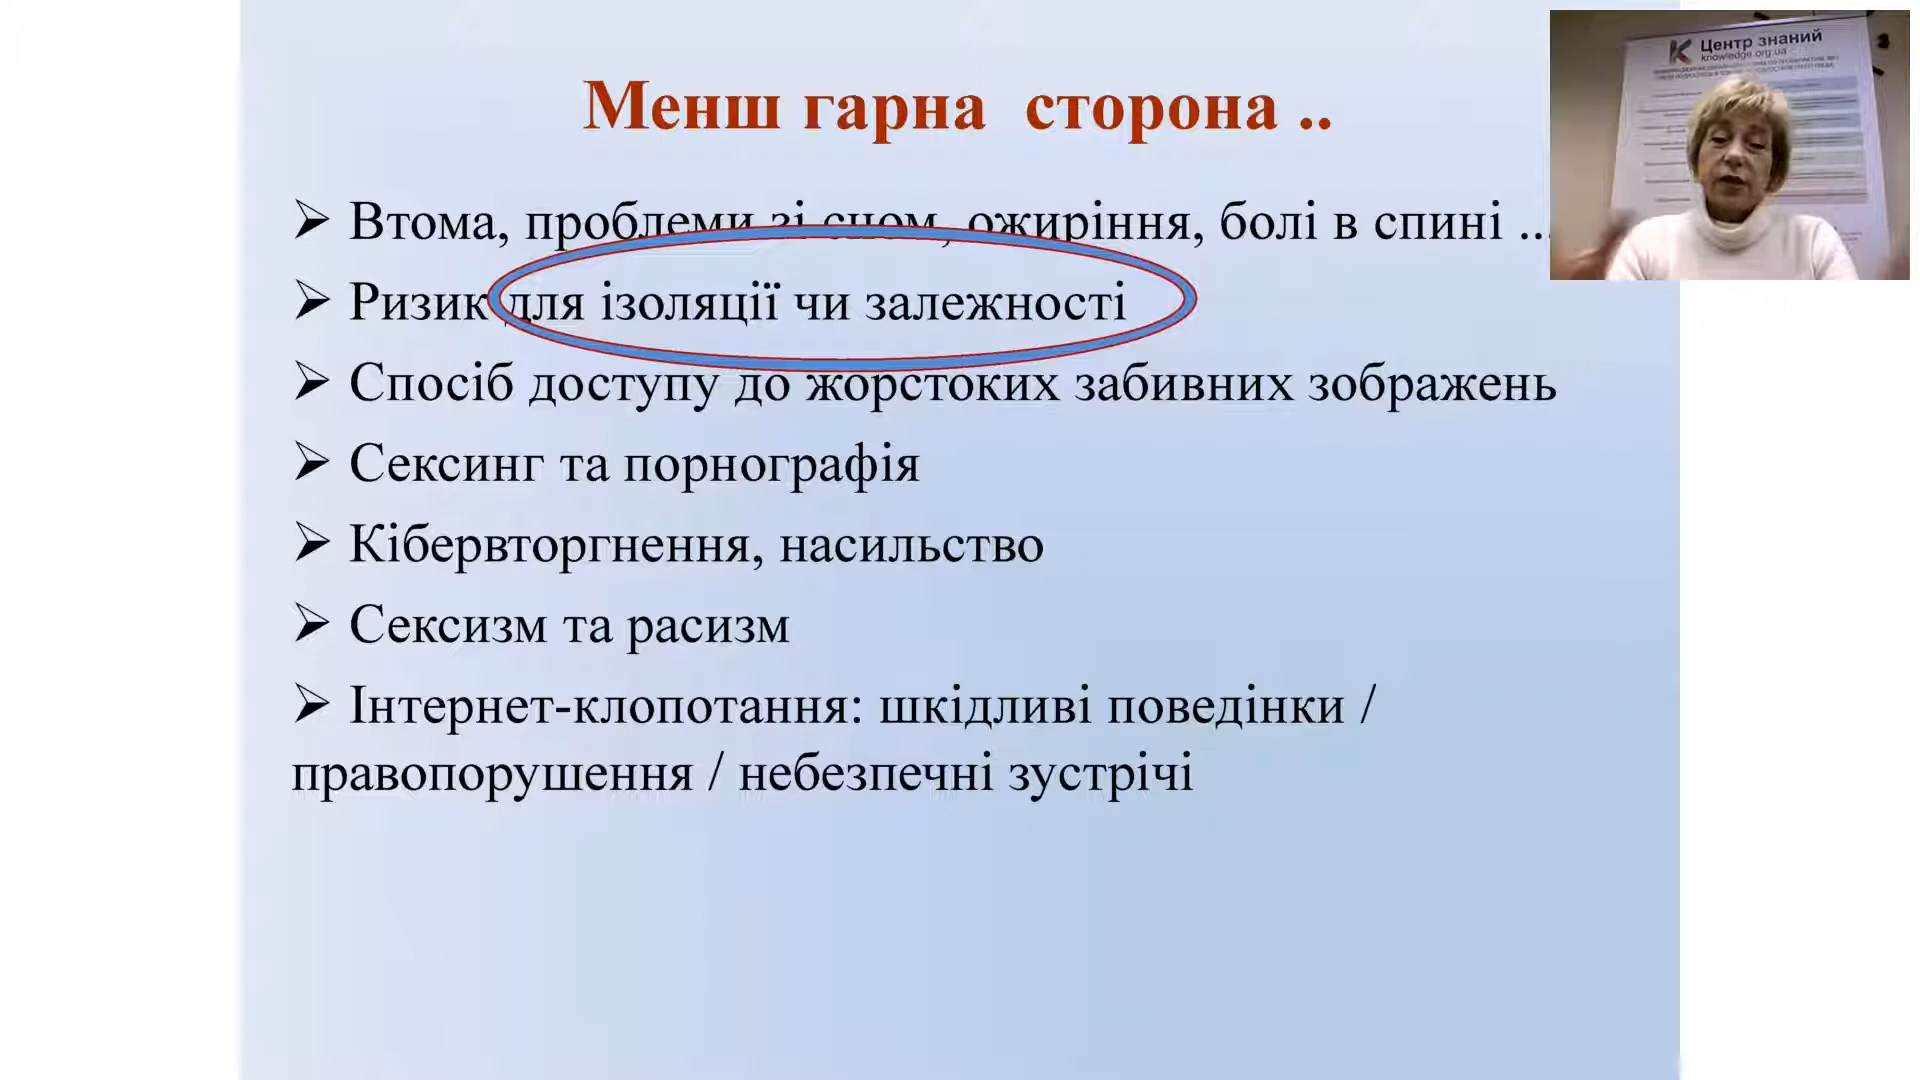 Менш гарна сторона ..
Втома, проблеми зі сном, ожиріння, болі в спині ...
Ризик для ізоляції чи залежності
Спосіб доступу до жорстоких забивних зображень
Сексинг та порнографія
Кібервторгнення, насильство
Сексизм та расизм
Інтернет-клопотання: шкідливі поведінки /
правопорушення / небезпечні зустрічі
Центр знаний
knowledge.org.ua